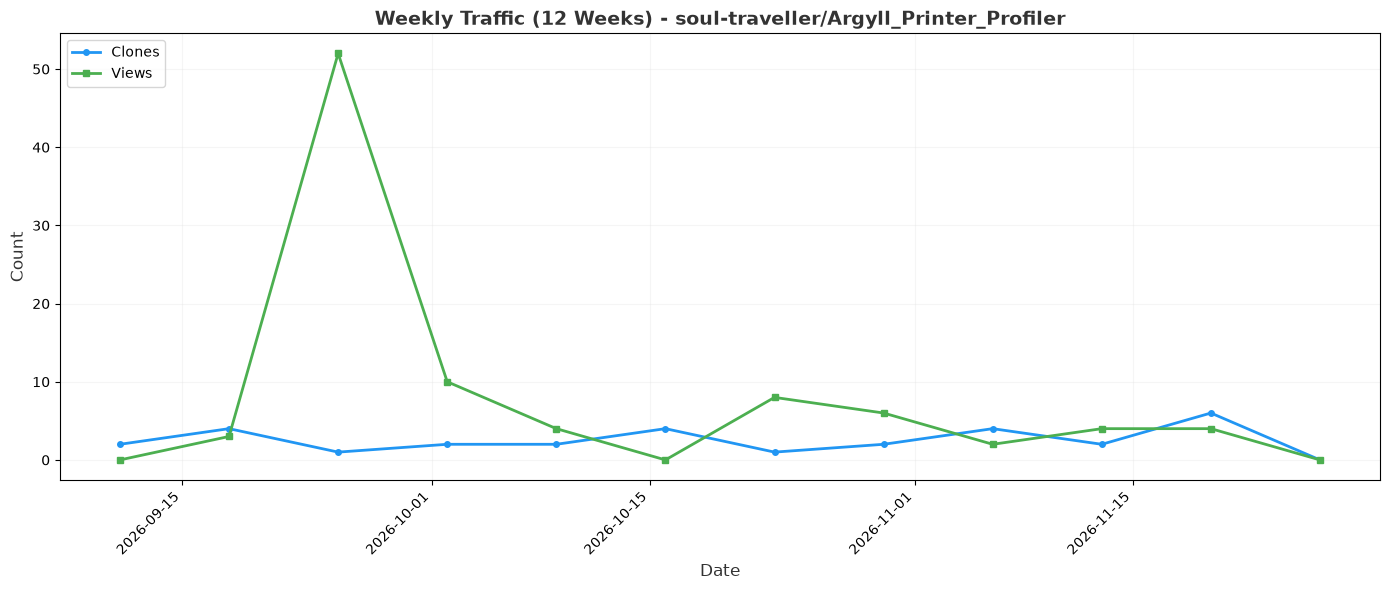 Weekly Traffic (12 Weeks) - soul-traveller/Argyll_Printer_Profiler
Clones
Views
Count
50
40
30
20
10
0
2026-09-15
2026-10-01
2026-10-15
2026-11-01
2026-11-15
Date